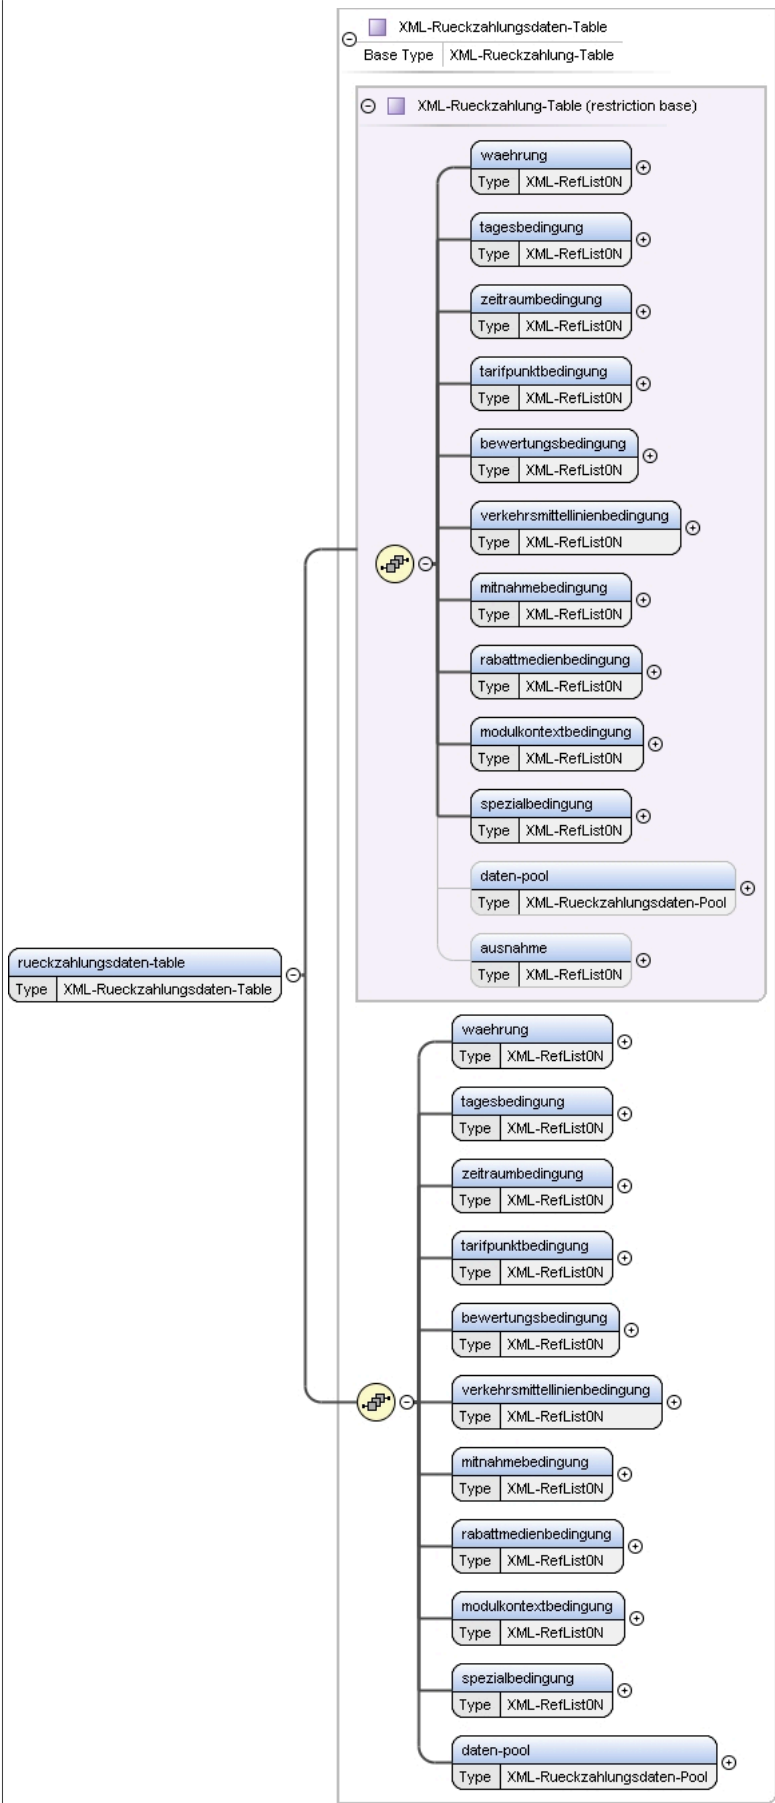 XML-Rueckzahlungsdaten-Table
Base Type XML-Rueckzahlung-Table
XML-Rueckzahlung-Table (restriction base)
waehrung
Type XML-RefList0N
tagesbedingung
Type XML-RefList0N
zeitraumbedingung
Type XML-RefList0N
tarifpunktbedingung
Type XML-RefList0N
bewertungsbedingung
Type XML-RefList0N
verkehrsmittellinienbedingung
Type XML-RefList0N
mitnahmebedingung
Type XML-RefList0N
rabattmedienbedingung
Type XML-RefList0N
modulkontextbedingung
Type XML-RefList0N
spezialbedingung
Type XML-RefList0N
daten-pool
Type XML-Rueckzahlungsdaten-Pool
ausnahme
Type XML-RefList0N
rueckzahlungsdaten-table
Type XML-Rueckzahlungsdaten-Table
waehrung
Type XML-RefList0N
tagesbedingung
Type XML-RefList0N
zeitraumbedingung
Type XML-RefList0N
tarifpunktbedingung
Type XML-RefList0N
bewertungsbedingung
Type XML-RefList0N
verkehrsmittellinienbedingung
Type XML-RefList0N
mitnahmebedingung
Type XML-RefList0N
rabattmedienbedingung
Type XML-RefList0N
modulkontextbedingung
Type XML-RefList0N
spezialbedingung
Type XML-RefList0N
daten-pool
Type XML-Rueckzahlungsdaten-Pool